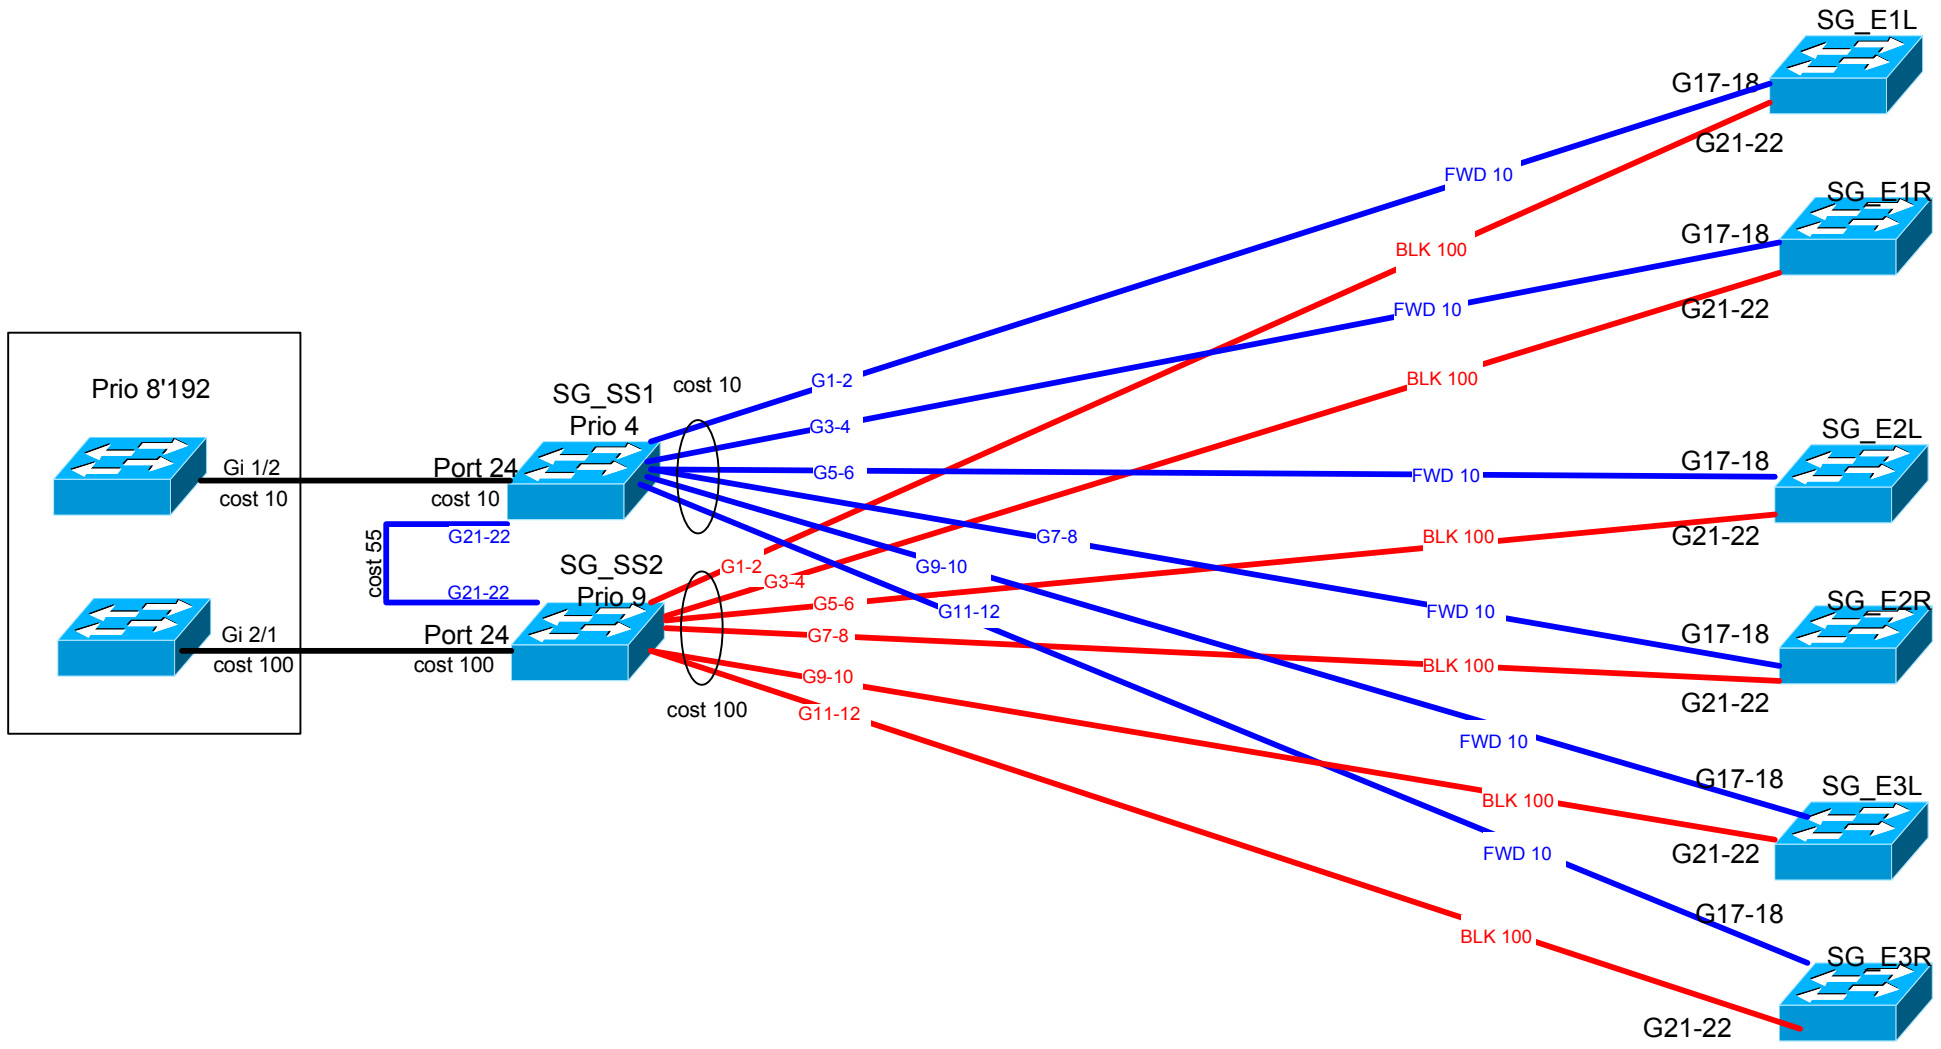 SG_E1L
G17-18
G21-22
FWD 10
SG_E1R
G17-18
BLK 100
FWD 10
G21-22
Prio 8'192
SG_SS1
Prio 4
cost 10
G1-2
BLK 100
G3-4
SG_E2L
G17-18
Gi 1/2
cost 10
Port 24
cost 10
G5-6
FWD 10
G21-22
cost 55
G21-22
G7-8
BLK 100
G21-22
SG_SS2
Prio 9
G1-2
G3-4
G9-10
G5-6
G11-12
FWD 10
SG_E2R
G17-18
Gi 2/1
cost 100
Port 24
cost 100
G7-8
BLK 100
G9-10
G21-22
cost 100
G11-12
FWD 10
G17-18
SG_E3L
BLK 100
G21-22
FWD 10
G17-18
BLK 100
SG_E3R
G21-22